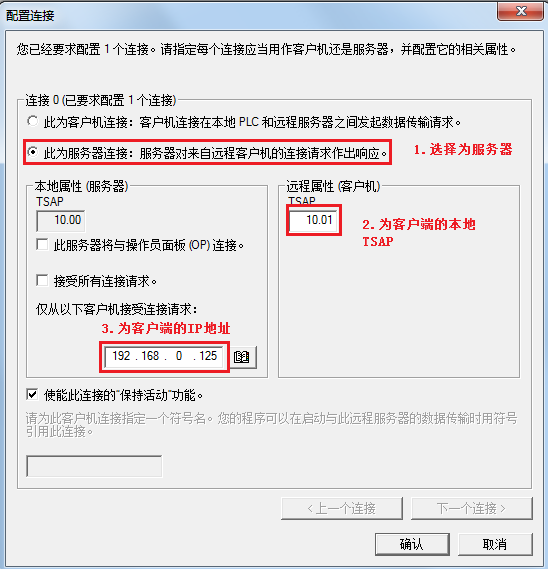 配置连接
您已经要求配置 1 个连接。请指定每个连接应当用作客户机还是服务器，并配置它的相关属性。
连接 0 (已要求配置 1 个连接)
此为客户机连接：客户机连接在本地 PLC 和远程服务器之间发起数据传输请求。
此为服务器连接：服务器对来自远程客户机的连接请求作出响应。
1.选择为服务器
本地属性 (服务器)
TSAP
10.00
此服务器将与操作员面板 (OP) 连接。
接受所有连接请求。
仅从以下客户机接受连接请求：
3.为客户端的IP地址
192 . 168 . 0 . 125
远程属性 (客户机)
TSAP
10.01
2.为客户端的本地
TSAP
使能此连接的"保持活动"功能。
请为此客户机连接指定一个符号名。您的程序可以在启动与此远程服务器的数据传输时用符号
引用此连接。
<上一个连接
下一个连接>
确认
取消